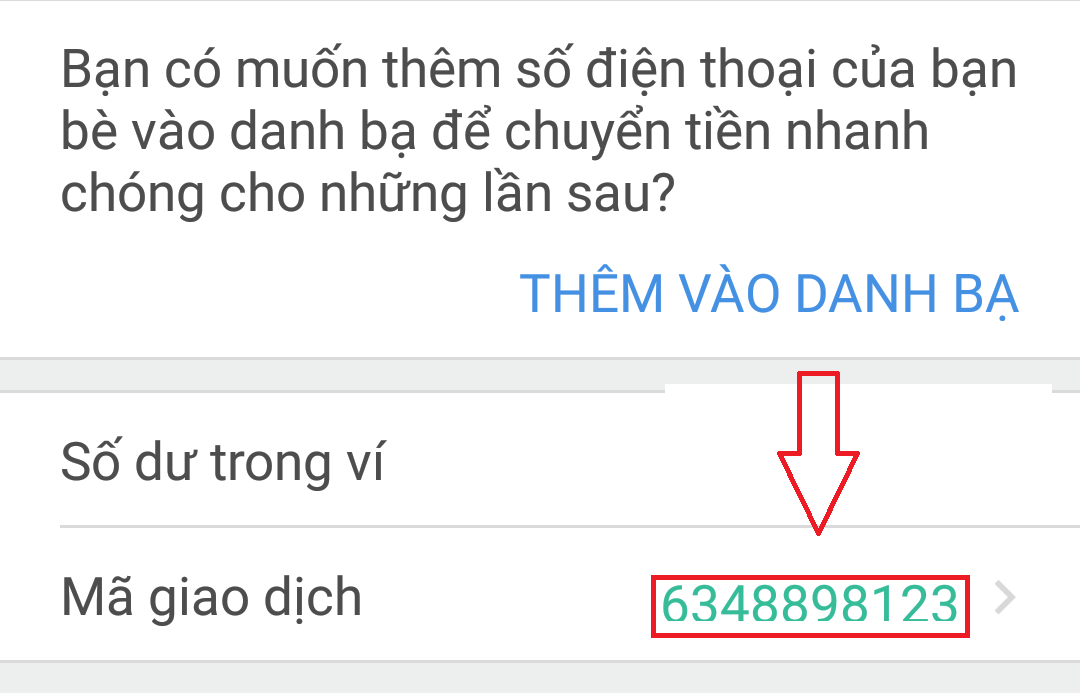 Bạn có muốn thêm số điện thoại của bạn
bè vào danh bạ để chuyển tiền nhanh
chóng cho những lần sau?
THÊM VÀO DANH BẠ
Số dư trong ví
Mã giao dịch 6348898123